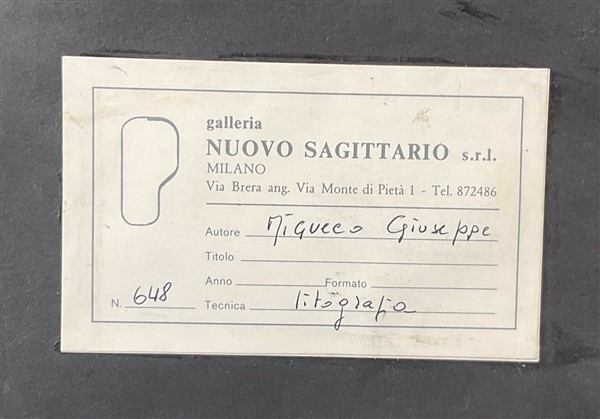 galleria
NUOVO SAGITTARIO s.r.l.
MILANO
Via Brera ang. Via Monte di Pietà 1 - Tel. 872486
Autore Migneco Giuseppe
Titolo
Anno Formato
N. 648 Tecnica litografia